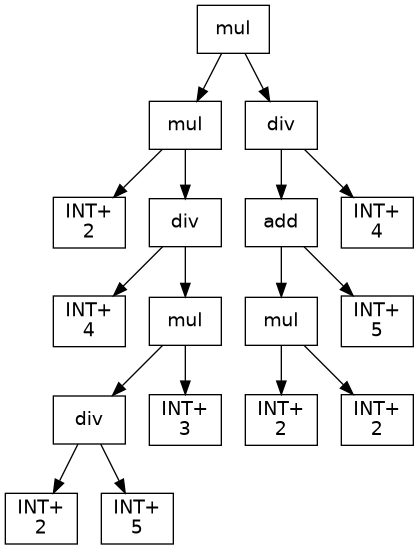 mul
mul
div
INT+
2
div
add
INT+
4
INT+
4
mul
mul
INT+
5
div
INT+
3
INT+
2
INT+
2
INT+
2
INT+
5